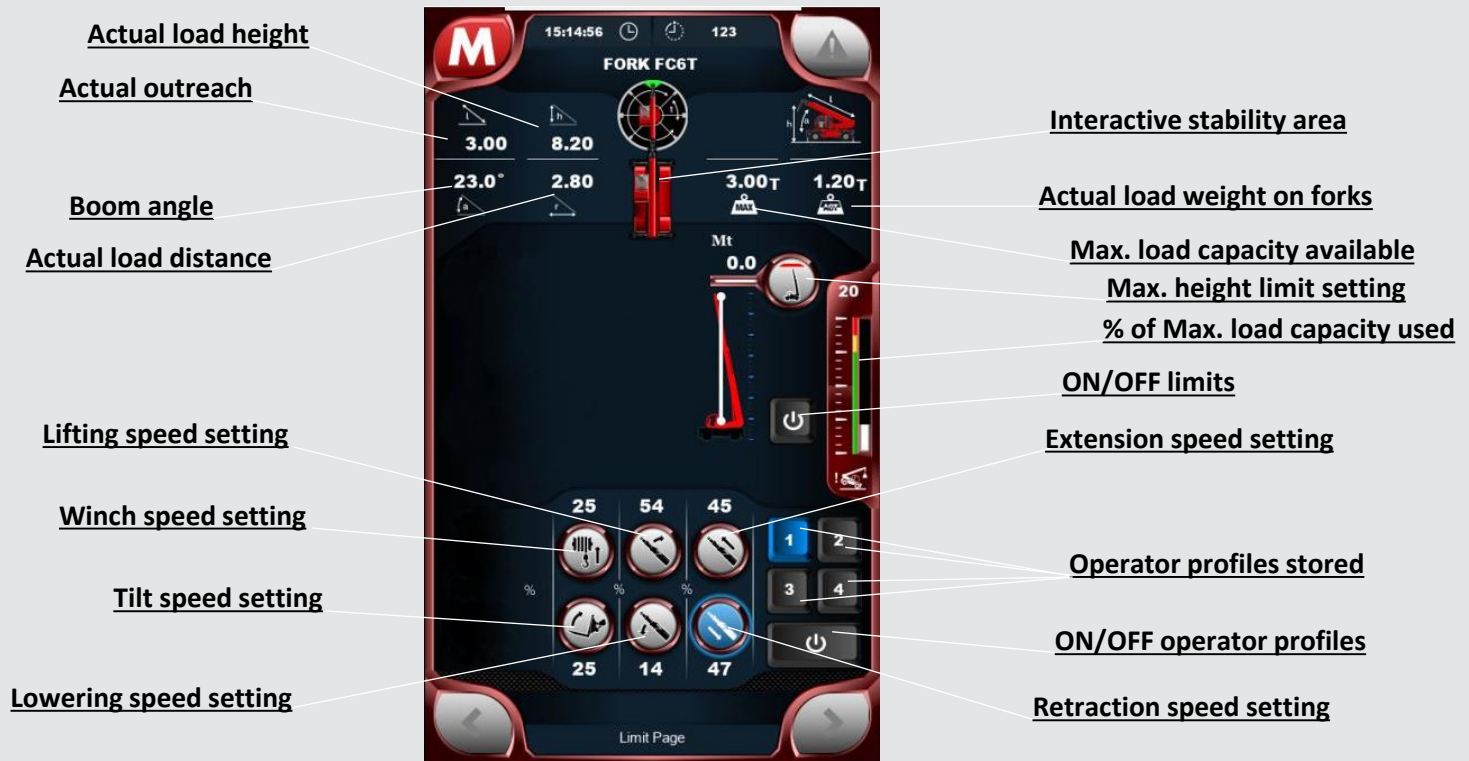 M
15:14:56
123
FORK FC6T
Actual load height
Actual outreach
Boom angle
Actual load distance
Lifting speed setting
Winch speed setting
Tilt speed setting
Lowering speed setting
l
3.00
h
8.20
23.0°
a
2.80
r
l
h
a
3.00T
MAX
1.20T
ACT
Mt
0.0
20
!
25
54
45
%
%
%
25
14
47
1
2
3
4
Limit Page
Interactive stability area
Actual load weight on forks
Max. load capacity available
Max. height limit setting
% of Max. load capacity used
ON/OFF limits
Extension speed setting
Operator profiles stored
ON/OFF operator profiles
Retraction speed setting